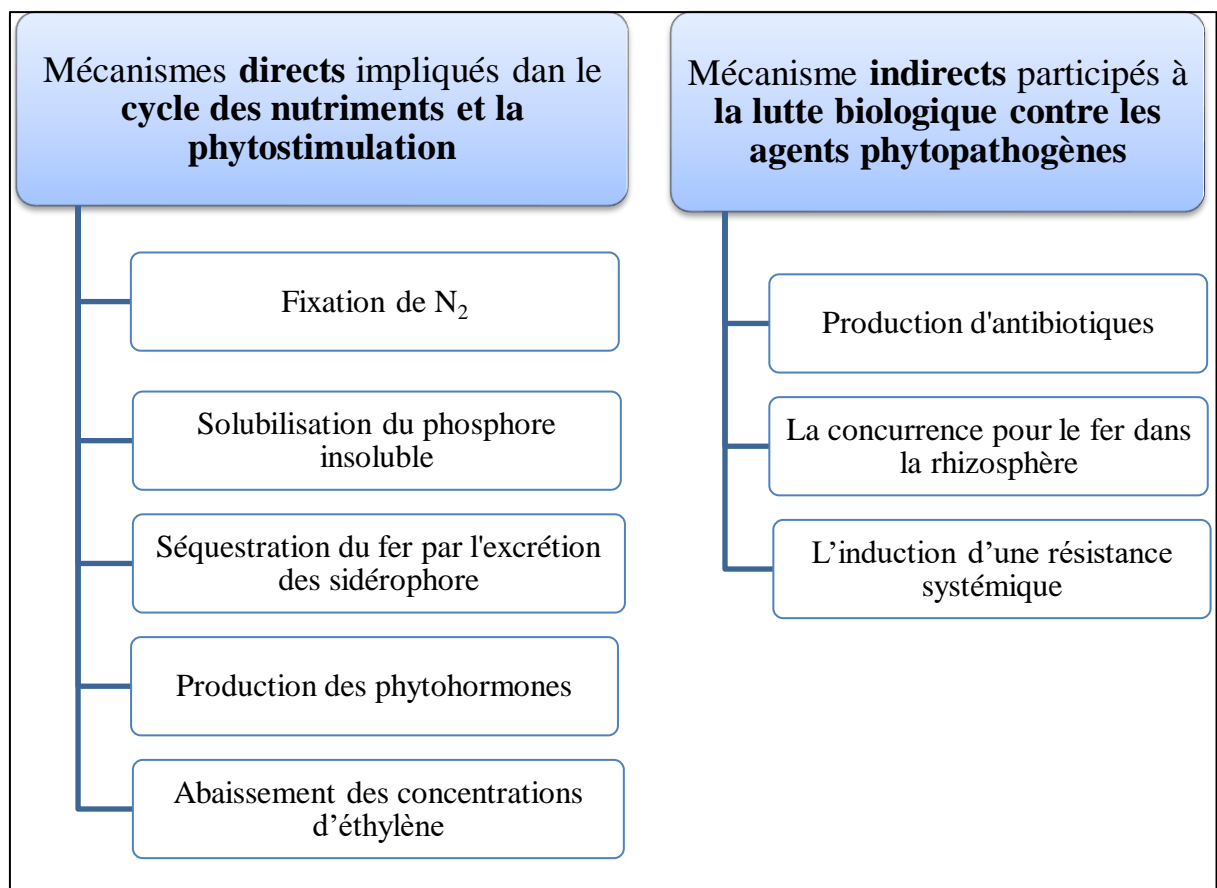 Mécanismes directs impliqués dan le
cycle des nutriments et la
phytostimulation
Fixation de N₂
Solubilisation du phosphore
insoluble
Séquestration du fer par l'excrétion
des sidérophore
Production des phytohormones
Abaissement des concentrations
d’éthylène
Mécanisme indirects participés à
la lutte biologique contre les
agents phytopathogènes
Production d'antibiotiques
La concurrence pour le fer dans
la rhizosphère
L’induction d’une résistance
systémique